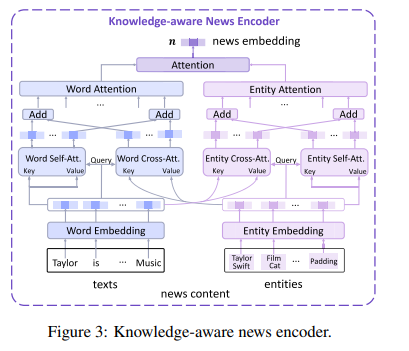 Knowledge-aware News Encoder
n news embedding
Attention
Word Attention Entity Attention
... ...
Add Add Add Add
... ... ... ...
Word Self-Att. Query Word Cross-Att. Entity Cross-Att. Query Entity Self-Att.
Key Value Key Value Key Value Key Value
... ...
Word Embedding Entity Embedding
Taylor is ... Music Taylor Swift Film Cat ... Padding
texts entities
news content
Figure 3: Knowledge-aware news encoder.